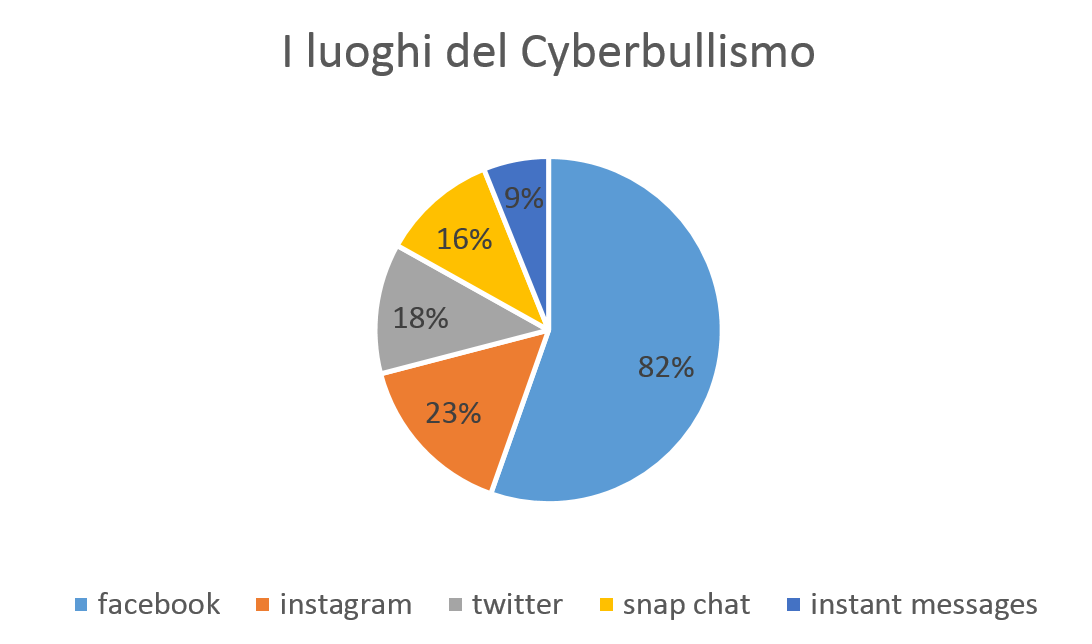 I luoghi del Cyberbullismo
9%
16%
18%
82%
23%
facebook instagram twitter snap chat instant messages